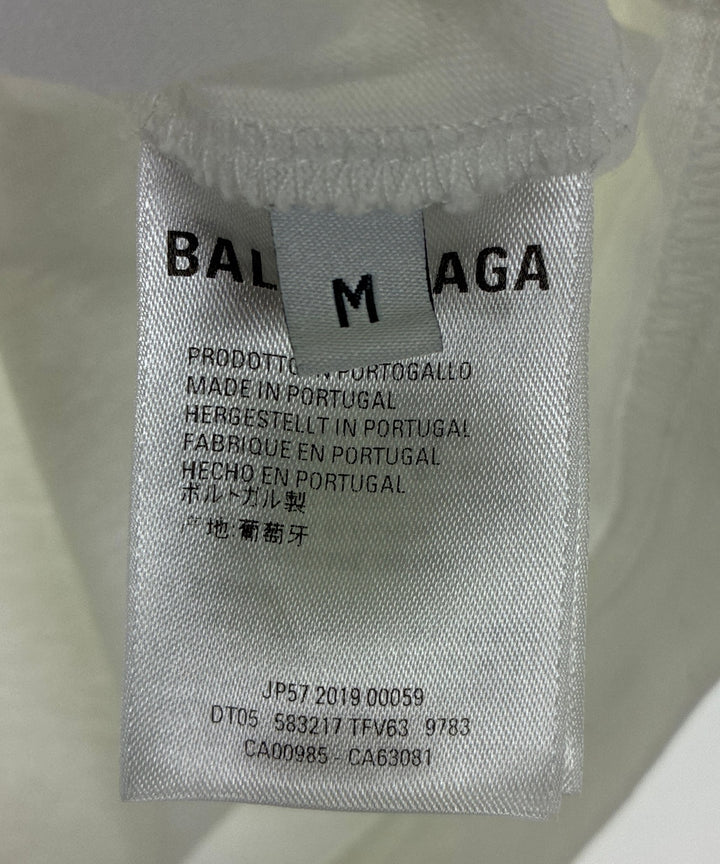 BAL AGA
M
PRODOTTO IN PORTOGALLO
MADE IN PORTUGAL
HERGESTELLT IN PORTUGAL
FABRIQUE EN PORTUGAL
HECHO EN PORTUGAL
ポルトガル製
产地:葡萄牙
JP57 2019 00059
DT05 583217 TFV63 9783
CA00985 - CA63081